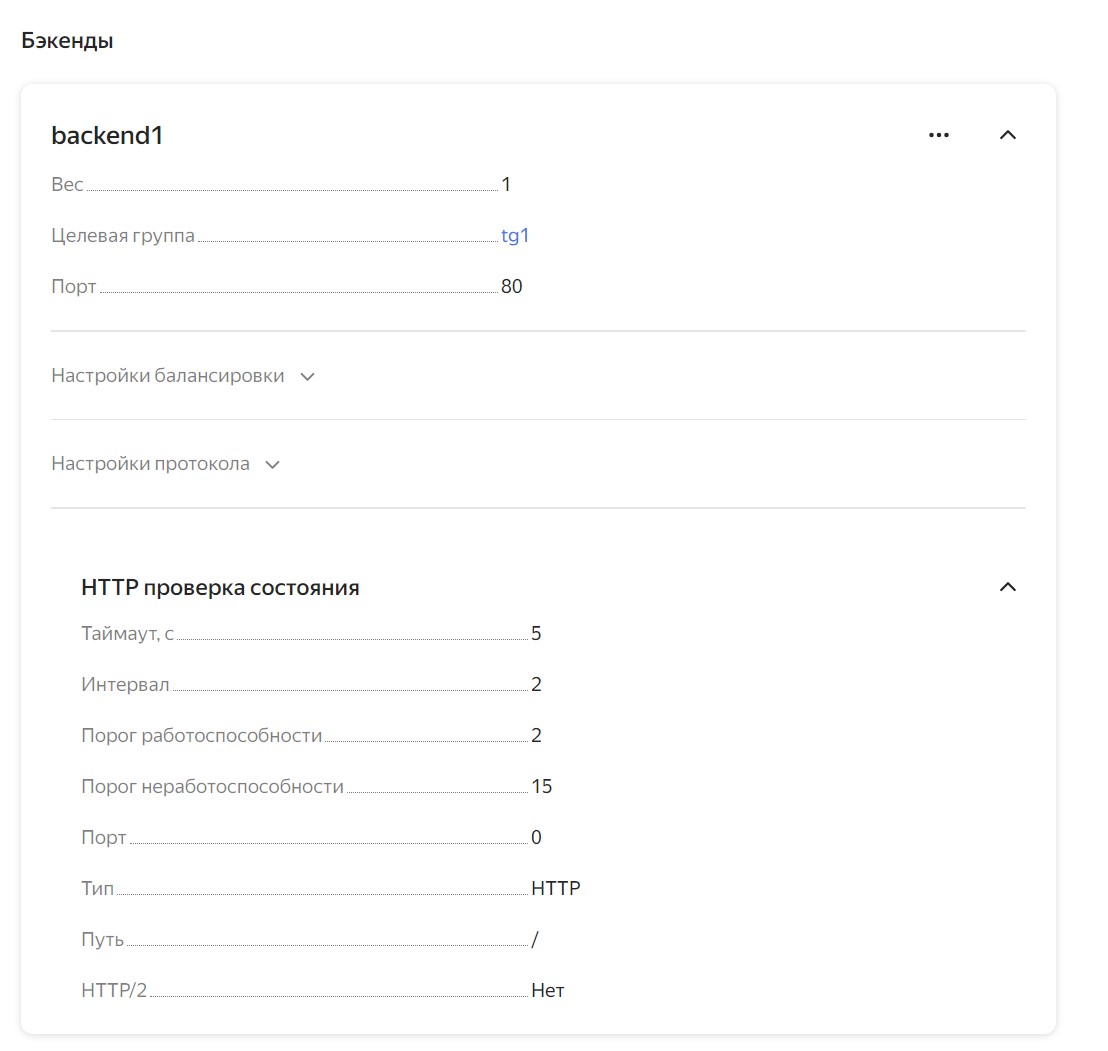 Бэкенды
backend1
Вес 1
Целевая группа tg1
Порт 80
Настройки балансировки
Настройки протокола
HTTP проверка состояния
Таймаут, с 5
Интервал 2
Порог работоспособности 2
Порог неработоспособности 15
Порт 0
Тип HTTP
Путь /
HTTP/2 Нет